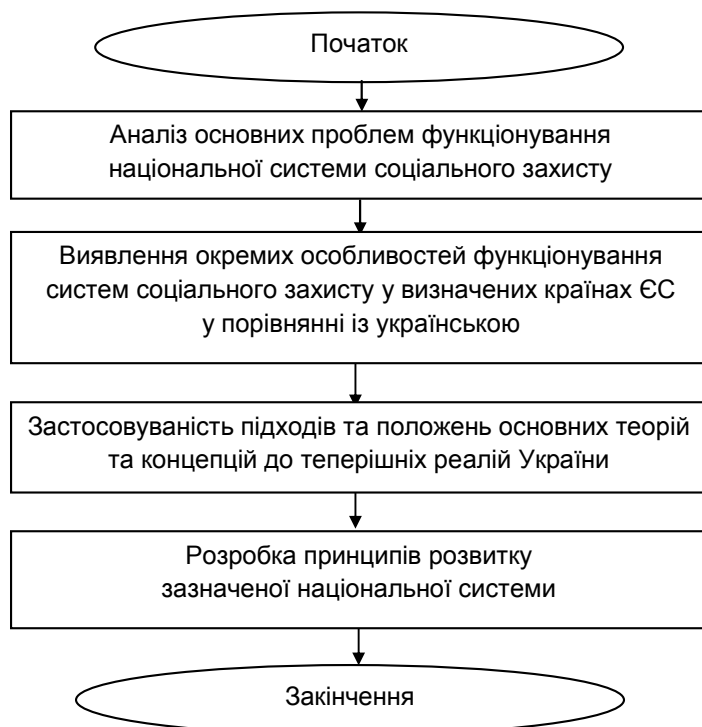 Початок
Аналіз основних проблем функціонування
національної системи соціального захисту
Виявлення окремих особливостей функціонування
систем соціального захисту у визначених країнах ЄС
у порівнянні із українською
Застосовуваність підходів та положень основних теорій
та концепцій до теперішніх реалій України
Розробка принципів розвитку
зазначеної національної системи
Закінчення